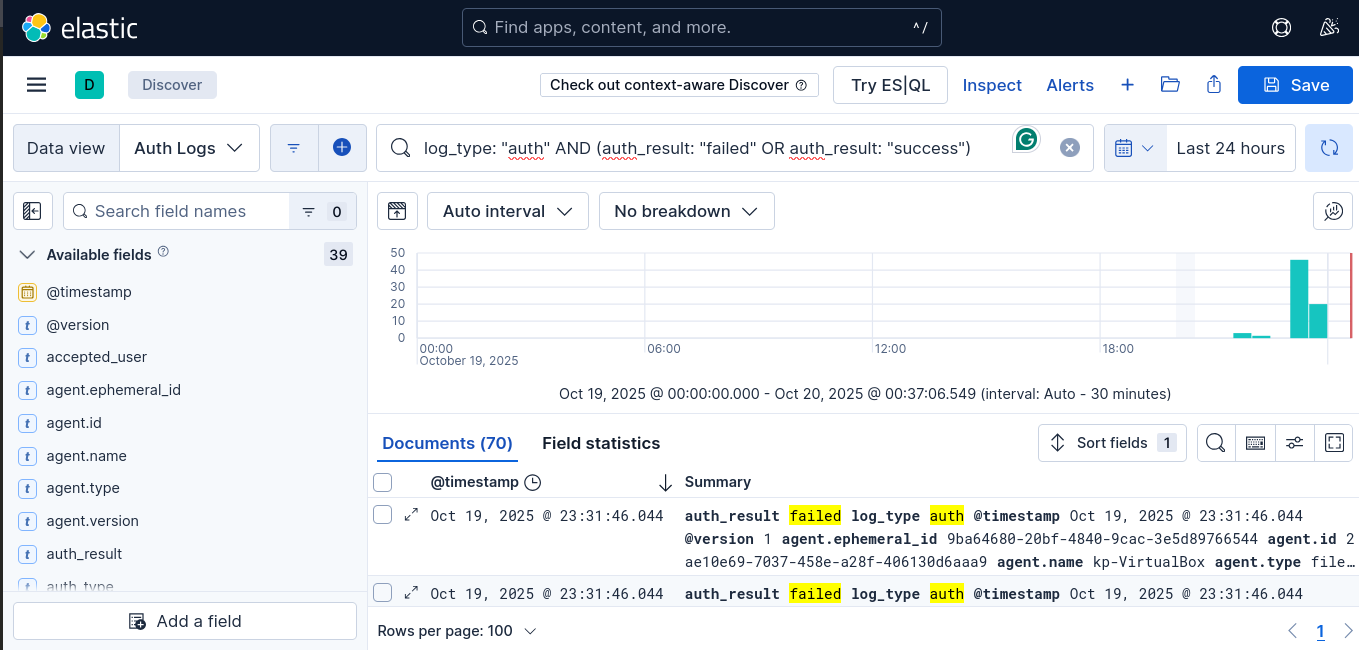 elastic
Find apps, content, and more.
^ /
D
Discover
Check out context-aware Discover
Try ES|QL
Inspect
Alerts
Save
Data view
Auth Logs
log_type: "auth" AND (auth_result: "failed" OR auth_result: "success")
Last 24 hours
Search field names
0
Auto interval
No breakdown
Available fields
39
@timestamp
@version
accepted_user
agent.ephemeral_id
agent.id
agent.name
agent.type
agent.version
auth_result
auth_type
Add a field
50
40
30
20
10
0
00:00
October 19, 2025
06:00
12:00
18:00
Oct 19, 2025 @ 00:00:00.000 - Oct 20, 2025 @ 00:37:06.549 (interval: Auto - 30 minutes)
Documents (70)
Field statistics
Sort fields 1
@timestamp
Summary
Oct 19, 2025 @ 23:31:46.044
auth_result failed log_type auth @timestamp Oct 19, 2025 @ 23:31:46.044
@version 1 agent.ephemeral_id 9ba64680-20bf-4840-9cac-3e5d89766544 agent.id 2
ae10e69-7037-458e-a28f-406130d6aaa9 agent.name kp-VirtualBox agent.type file…
Oct 19, 2025 @ 23:31:46.044
auth_result failed log_type auth @timestamp Oct 19, 2025 @ 23:31:46.044
Rows per page: 100
1